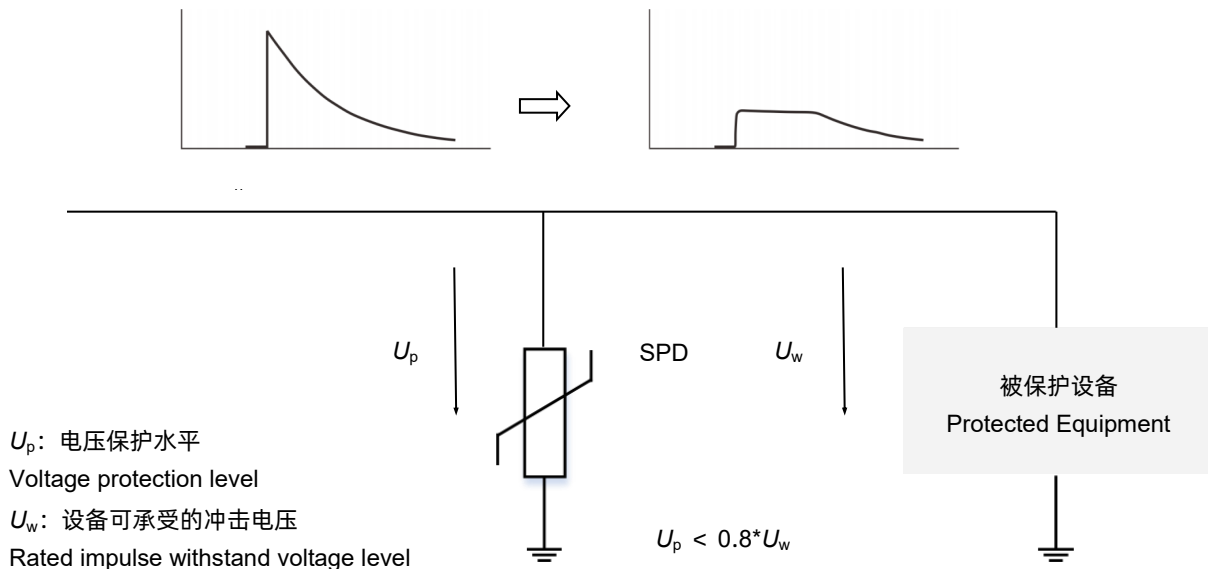 Up
SPD
Uw
被保护设备
Protected Equipment
Up：电压保护水平
Voltage protection level
Uw：设备可承受的冲击电压
Rated impulse withstand voltage level
Up < 0.8*Uw